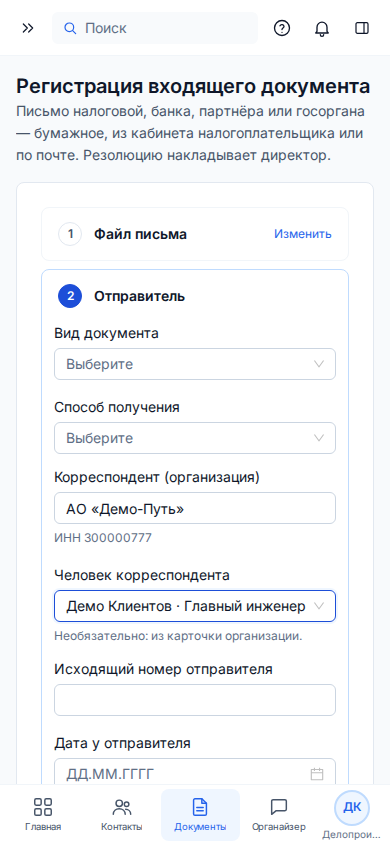 Поиск
Регистрация входящего документа
Письмо налоговой, банка, партнёра или госоргана
— бумажное, из кабинета налогоплательщика или
по почте. Резолюцию накладывает директор.
1 Файл письма Изменить
2 Отправитель
Вид документа
Выберите
Способ получения
Выберите
Корреспондент (организация)
АО «Демо-Путь»
ИНН 300000777
Человек корреспондента
Демо Клиентов · Главный инженер
Необязательно: из карточки организации.
Исходящий номер отправителя
Дата у отправителя
ДД.ММ.ГГГГ
ДК
Главная Контакты Документы Органайзер Делопрои...